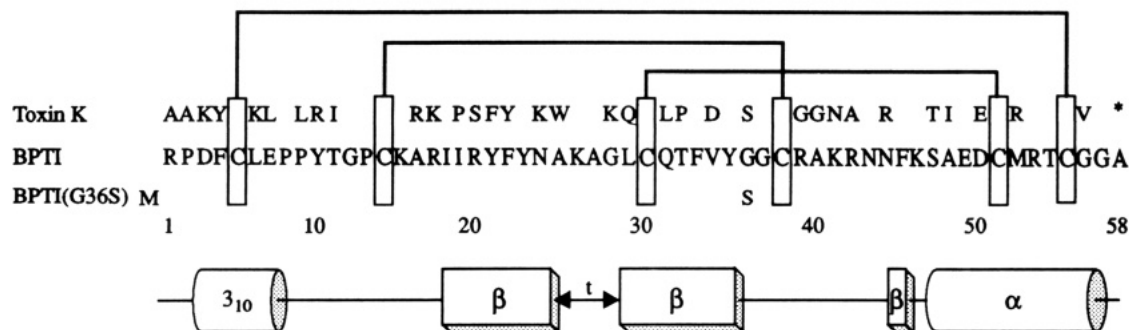 Toxin K AAKY KL LRI RK PSFY KW KQ LP D S GGNA R TI E R V *
BPTI RPDFCLEPPYTGPCKARIIRYFYNAKAGLCQTFVYGGCRAKRNNFKSAEDCMRTCGGA
BPTI(G36S) M S
1 10 20 30 40 50 58
3₁₀ β t β β α